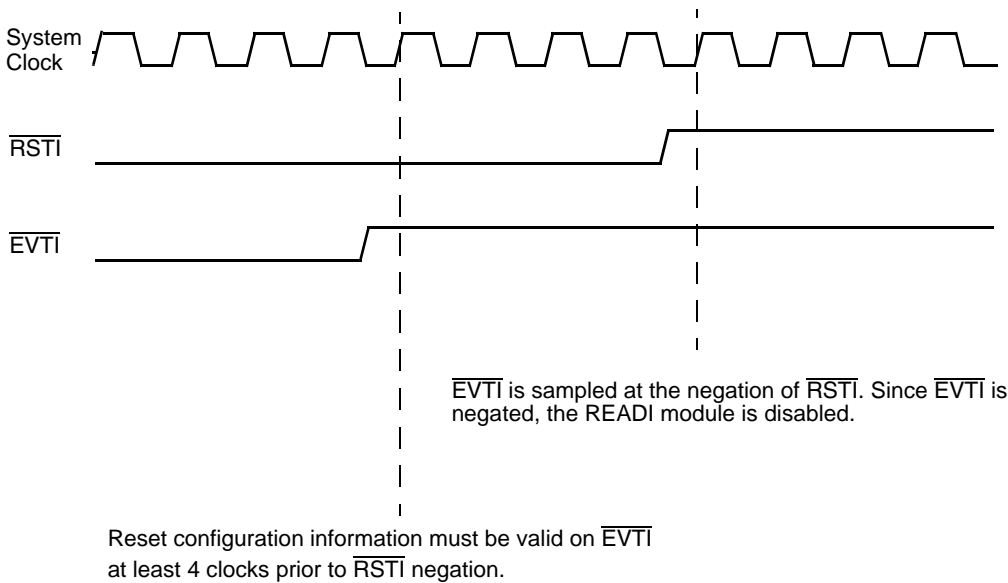 System
Clock
RSTI
EVTI
EVTI is sampled at the negation of RSTI. Since EVTI is
negated, the READI module is disabled.
Reset configuration information must be valid on EVTI
at least 4 clocks prior to RSTI negation.